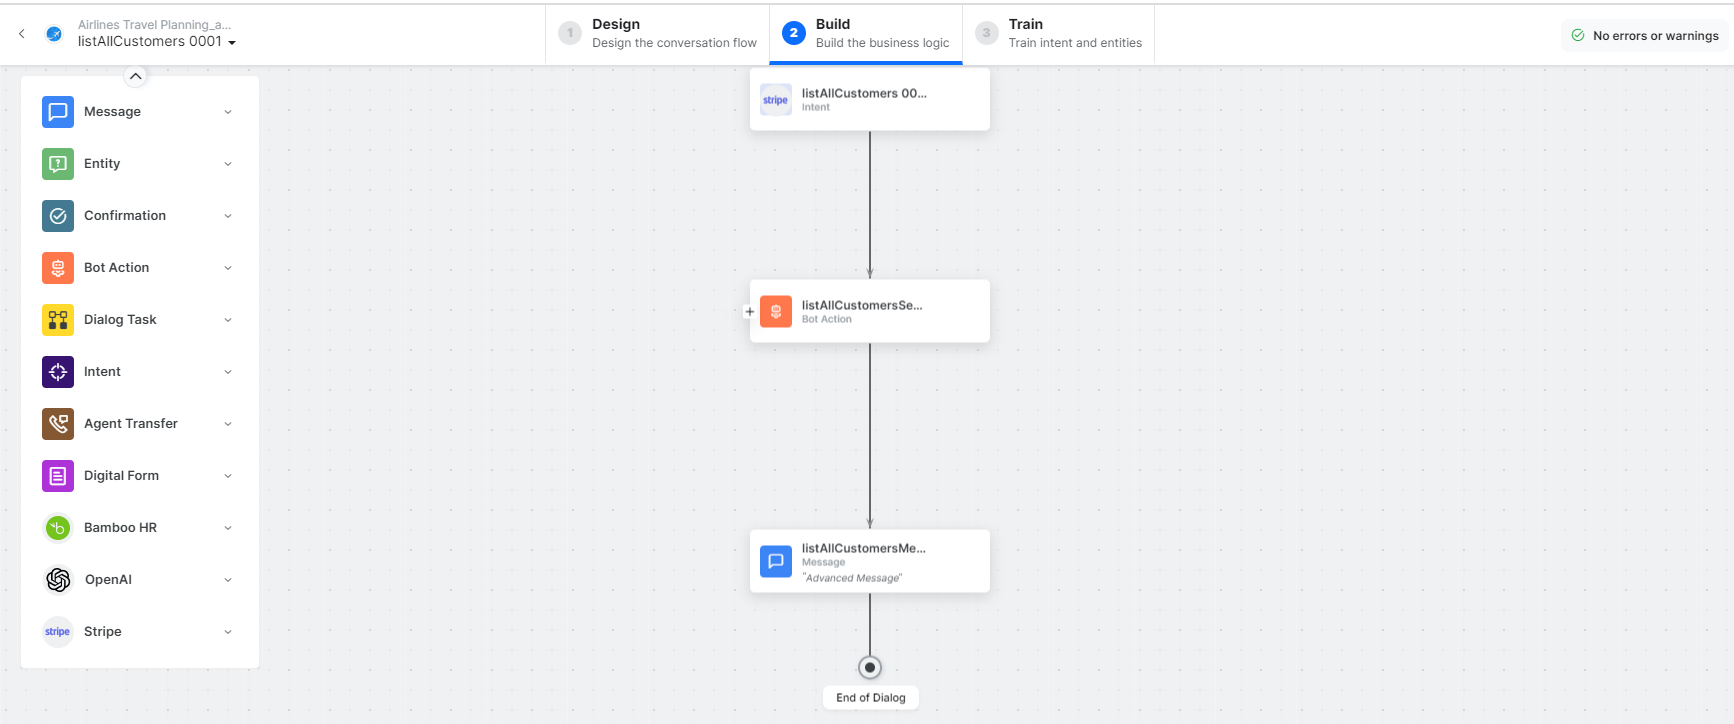 Airlines Travel Planning_a...
listAllCustomers 0001
1
Design
Design the conversation flow
2
Build
Build the business logic
3
Train
Train intent and entities
No errors or warnings
Message
Entity
Confirmation
Bot Action
Dialog Task
Intent
Agent Transfer
Digital Form
Bamboo HR
OpenAI
stripe
Stripe
stripe
listAllCustomers 00...
Intent
listAllCustomersSe...
Bot Action
listAllCustomersMe...
Message
"Advanced Message"
End of Dialog